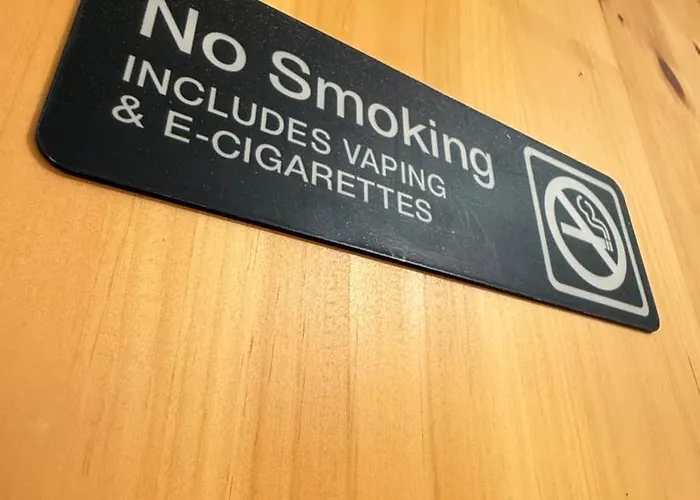 No Smoking
INCLUDES VAPING
& E-CIGARETTES